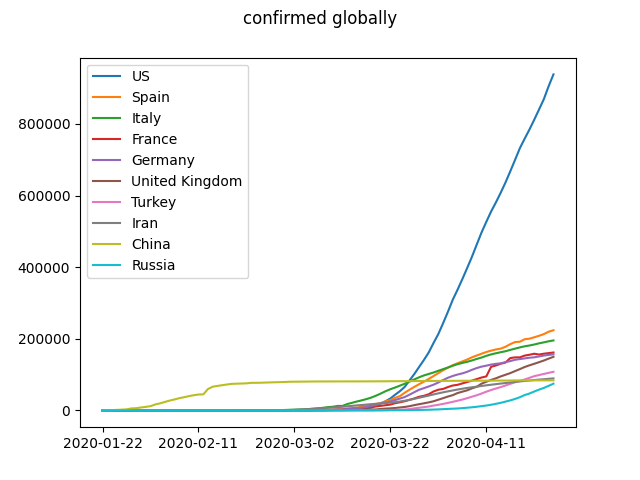 confirmed globally
US
Spain
Italy
France
Germany
United Kingdom
Turkey
Iran
China
Russia
800000
600000
400000
200000
0
2020-01-22 2020-02-11 2020-03-02 2020-03-22 2020-04-11